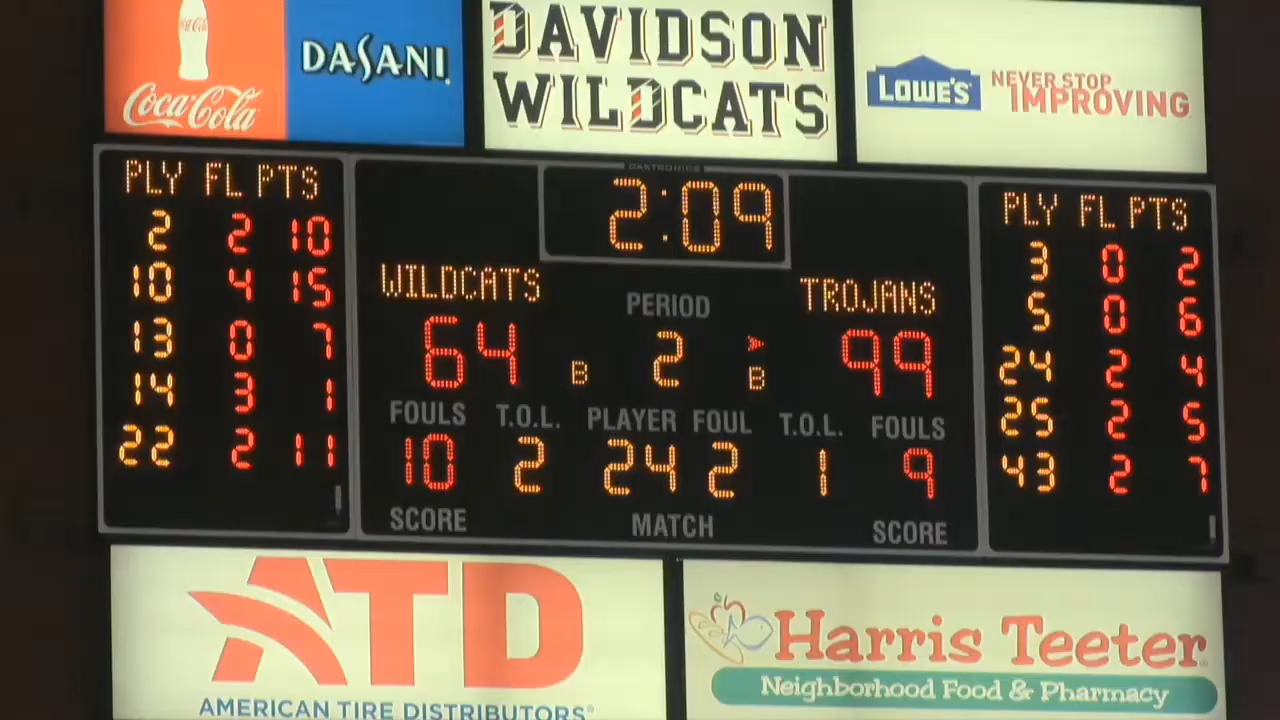 Coca-Cola
Coca-Cola
DASANI
DAVIDSON
WILDCATS
LOWE'S
NEVER STOP
IMPROVING
DAKTRONICS
PLY FL PTS
2 2 10
10 4 15
13 0 7
14 3 1
22 2 11
2:09
WILDCATS
PERIOD
TROJANS
64 B 2 B 99
FOULS T.O.L. PLAYER FOUL T.O.L. FOULS
10 2 24 2 1 9
SCORE MATCH SCORE
PLY FL PTS
3 0 2
5 0 6
24 2 4
25 2 5
43 2 7
ATD
AMERICAN TIRE DISTRIBUTORS®
Harris Teeter
Neighborhood Food & Pharmacy